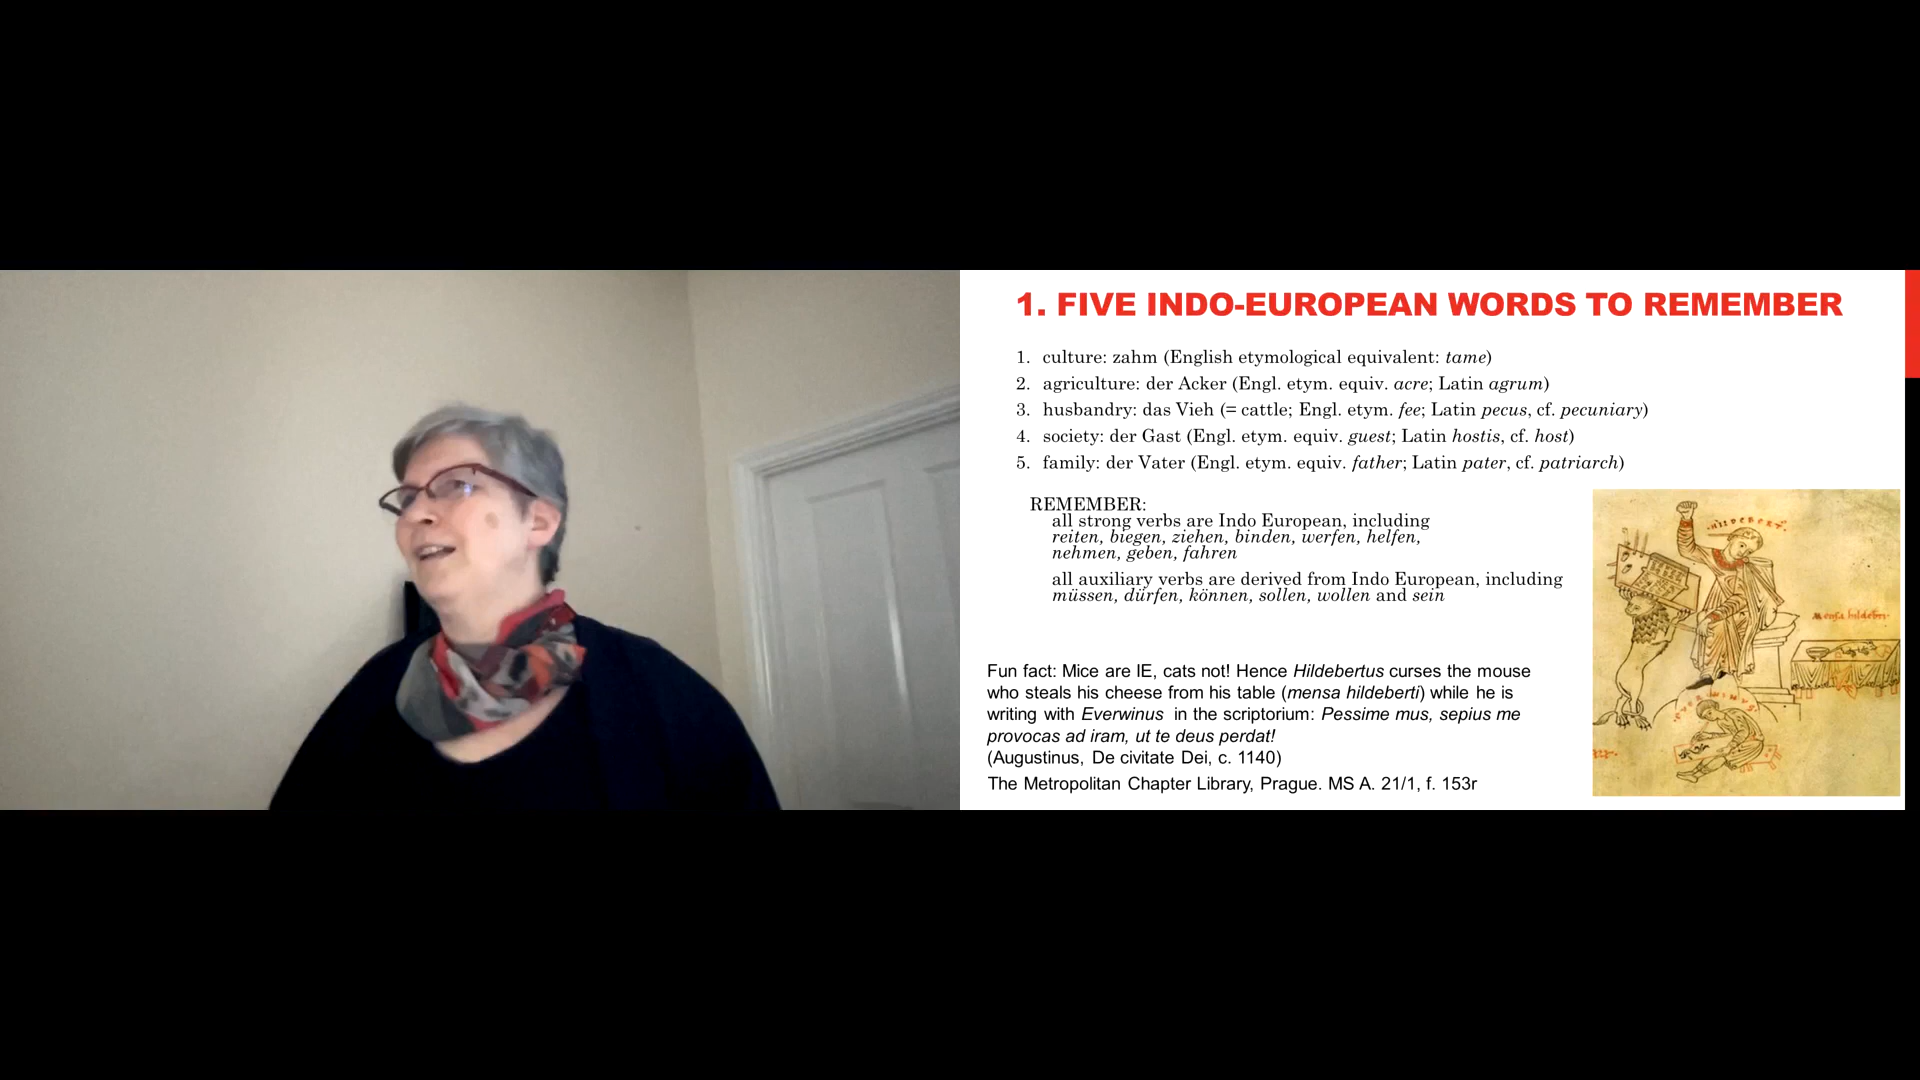 1. FIVE INDO-EUROPEAN WORDS TO REMEMBER
1. culture: zahm (English etymological equivalent: tame)
2. agriculture: der Acker (Engl. etym. equiv. acre; Latin agrum)
3. husbandry: das Vieh (= cattle; Engl. etym. fee; Latin pecus, cf. pecuniary)
4. society: der Gast (Engl. etym. equiv. guest; Latin hostis, cf. host)
5. family: der Vater (Engl. etym. equiv. father; Latin pater, cf. patriarch)
REMEMBER:
all strong verbs are Indo European, including
reiten, biegen, ziehen, binden, werfen, helfen,
nehmen, geben, fahren
all auxiliary verbs are derived from Indo European, including
müssen, dürfen, können, sollen, wollen and sein
Fun fact: Mice are IE, cats not! Hence Hildebertus curses the mouse
who steals his cheese from his table (mensa hildeberti) while he is
writing with Everwinus in the scriptorium: Pessime mus, sepius me
provocas ad iram, ut te deus perdat!
(Augustinus, De civitate Dei, c. 1140)
The Metropolitan Chapter Library, Prague. MS A. 21/1, f. 153r